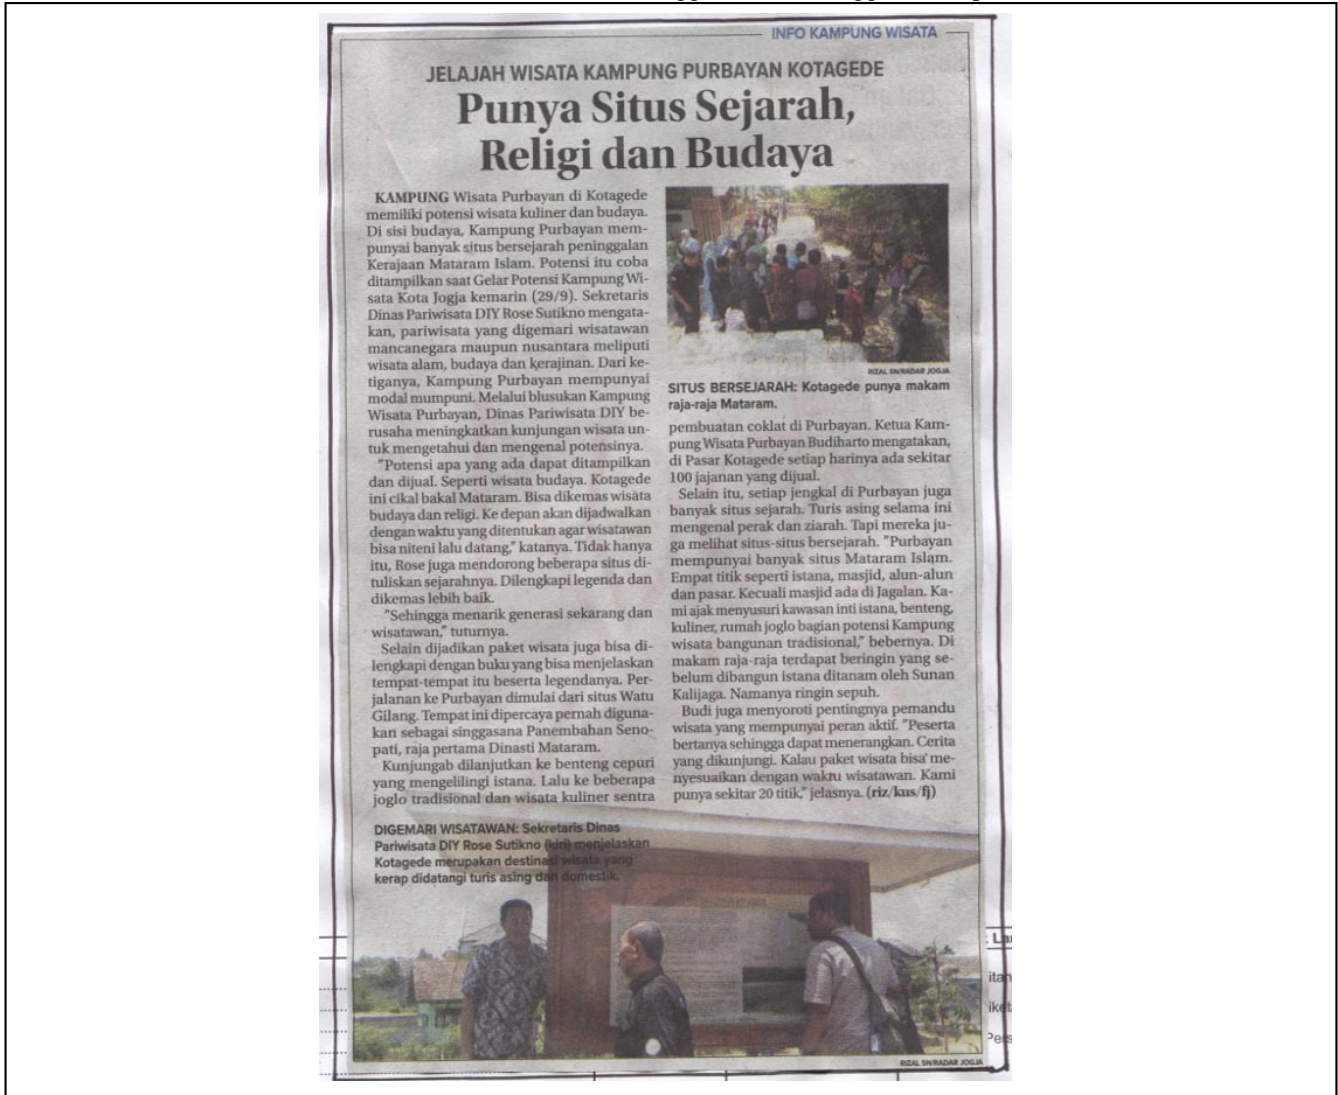 INFO KAMPUNG WISATA
JELAJAH WISATA KAMPUNG PURBAYAN KOTAGEDE
Punya Situs Sejarah,
Religi dan Budaya
KAMPUNG Wisata Purbayan di Kotagede
memiliki potensi wisata kuliner dan budaya.
Di sisi budaya, Kampung Purbayan mem-
punyai banyak situs bersejarah peninggalan
Kerajaan Mataram Islam. Potensi itu coba
ditampilkan saat Gelar Potensi Kampung Wi-
sata Kota Jogja kemarin (29/9). Sekretaris
Dinas Pariwisata DIY Rose Sutikno mengata-
kan, pariwisata yang digemari wisatawan
mancanegara maupun nusantara meliputi
wisata alam, budaya dan kerajinan. Dari ke-
tiganya, Kampung Purbayan mempunyai
modal mumpuni. Melalui blusukan Kampung
Wisata Purbayan, Dinas Pariwisata DIY be-
rusaha meningkatkan kunjungan wisata un-
tuk mengetahui dan mengenal potensinya.
"Potensi apa yang ada dapat ditampilkan
dan dijual. Seperti wisata budaya. Kotagede
ini cikal bakal Mataram. Bisa dikemas wisata
budaya dan religi. Ke depan akan dijadwalkan
dengan waktu yang ditentukan agar wisatawan
bisa niteni lalu datang," katanya. Tidak hanya
itu, Rose juga mendorong beberapa situs di-
tuliskan sejarahnya. Dilengkapi legenda dan
dikemas lebih baik.
"Sehingga menarik generasi sekarang dan
wisatawan," tuturnya.
Selain dijadikan paket wisata juga bisa di-
lengkapi dengan buku yang bisa menjelaskan
tempat-tempat itu beserta legendanya. Per-
jalanan ke Purbayan dimulai dari situs Watu
Gilang. Tempat ini dipercaya pernah diguna-
kan sebagai singgasana Panembahan Seno-
pati, raja pertama Dinasti Mataram.
Kunjungab dilanjutkan ke benteng cepuri
yang mengelilingi istana. Lalu ke beberapa
joglo tradisional dan wisata kuliner sentra
RIZAL SN/RADAR JOGJA
SITUS BERSEJARAH: Kotagede punya makam
raja-raja Mataram.
pembuatan coklat di Purbayan. Ketua Kam-
pung Wisata Purbayan Budiharto mengatakan,
di Pasar Kotagede setiap harinya ada sekitar
100 jajanan yang dijual.
Selain itu, setiap jengkal di Purbayan juga
banyak situs sejarah. Turis asing selama ini
mengenal perak dan ziarah. Tapi mereka ju-
ga melihat situs-situs bersejarah. "Purbayan
mempunyai banyak situs Mataram Islam.
Empat titik seperti istana, masjid, alun-alun
dan pasar. Kecuali masjid ada di Jagalan. Ka-
mi ajak menyusuri kawasan inti istana, benteng,
kuliner, rumah joglo bagian potensi Kampung
wisata bangunan tradisional," bebernya. Di
makam raja-raja terdapat beringin yang se-
belum dibangun istana ditanam oleh Sunan
Kalijaga. Namanya ringin sepuh.
Budi juga menyoroti pentingnya pemandu
wisata yang mempunyai peran aktif. "Peserta
bertanya sehingga dapat menerangkan. Cerita
yang dikunjungi. Kalau paket wisata bisa me-
nyesuaikan dengan waktu wisatawan. Kami
punya sekitar 20 titik," jelasnya. (riz/kus/fj)
DIGEMARI WISATAWAN: Sekretaris Dinas
Pariwisata DIY Rose Sutikno (kiri) menjelaskan
Kotagede merupakan destinasi wisata yang
kerap didatangi turis asing dan domestik.
RIZAL SN/RADAR JOGJA